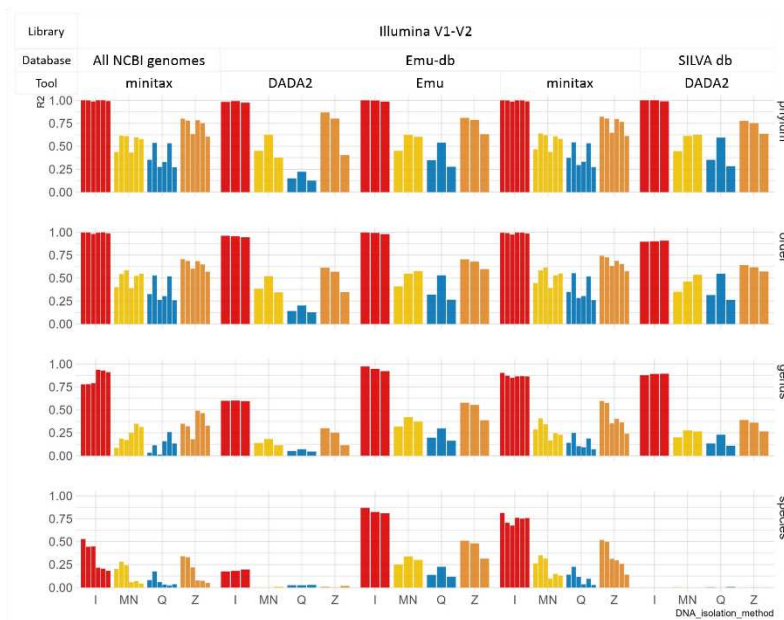 Library Illumina V1-V2
Database All NCBI genomes Emu-db SILVA db
Tool minitax DADA2 Emu minitax DADA2
R2
1.00
0.75
0.50
0.25
0.00
phylum
1.00
0.75
0.50
0.25
0.00
order
1.00
0.75
0.50
0.25
0.00
genus
1.00
0.75
0.50
0.25
0.00
species
I MN Q Z I MN Q Z I MN Q Z I MN Q Z I MN Q Z
DNA_isolation_method